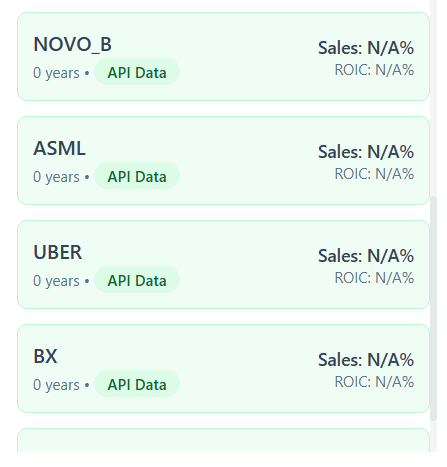 NOVO_B
Sales: N/A%
0 years • API Data
ROIC: N/A%
ASML
Sales: N/A%
0 years • API Data
ROIC: N/A%
UBER
Sales: N/A%
0 years • API Data
ROIC: N/A%
BX
Sales: N/A%
0 years • API Data
ROIC: N/A%